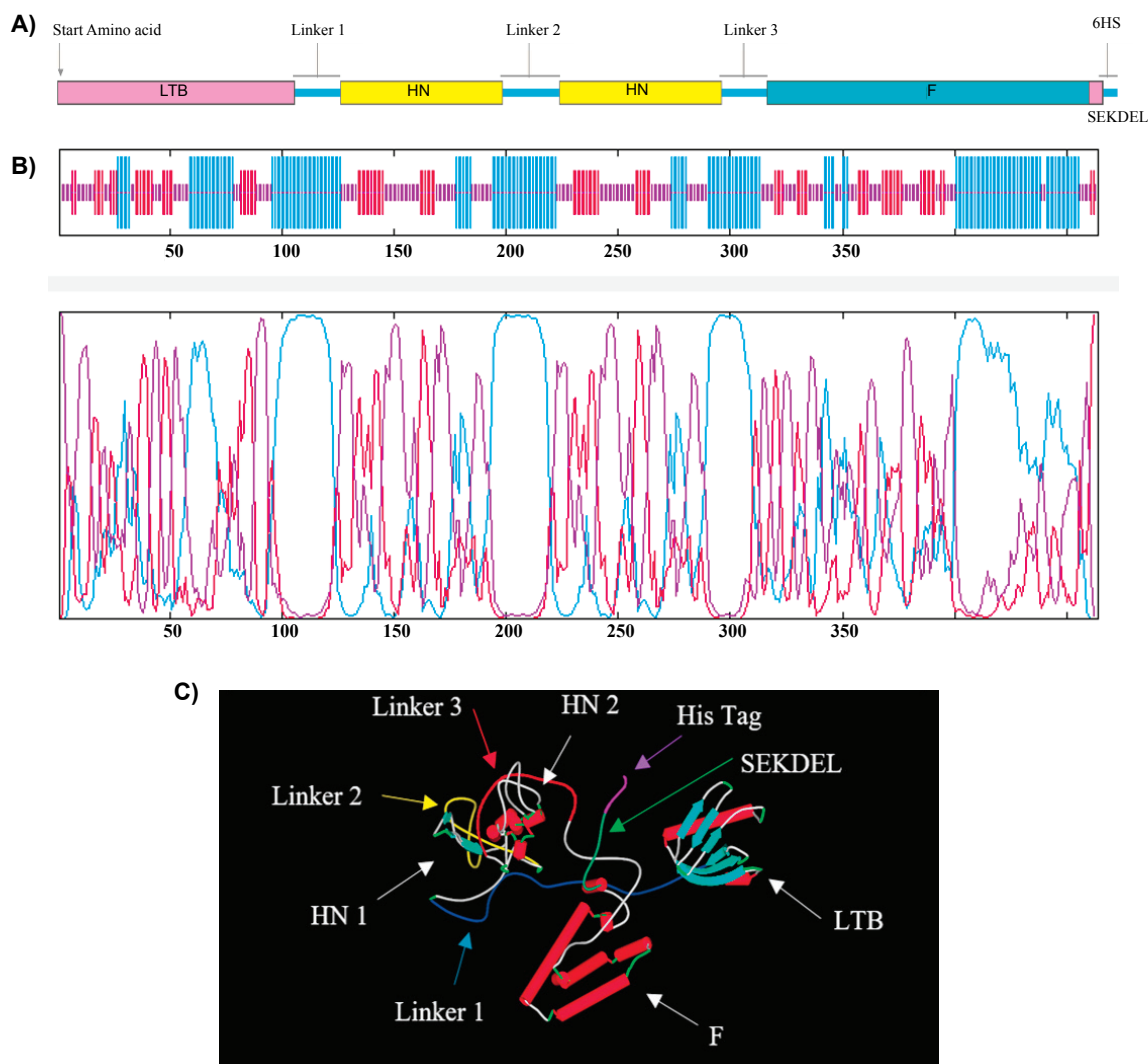 A)
Start Amino acid
Linker 1
Linker 2
Linker 3
6HS
LTB
HN
HN
F
SEKDEL
B)
50 100 150 200 250 300 350
50 100 150 200 250 300 350
C)
Linker 3
HN 2
His Tag
SEKDEL
Linker 2
HN 1
LTB
Linker 1
F